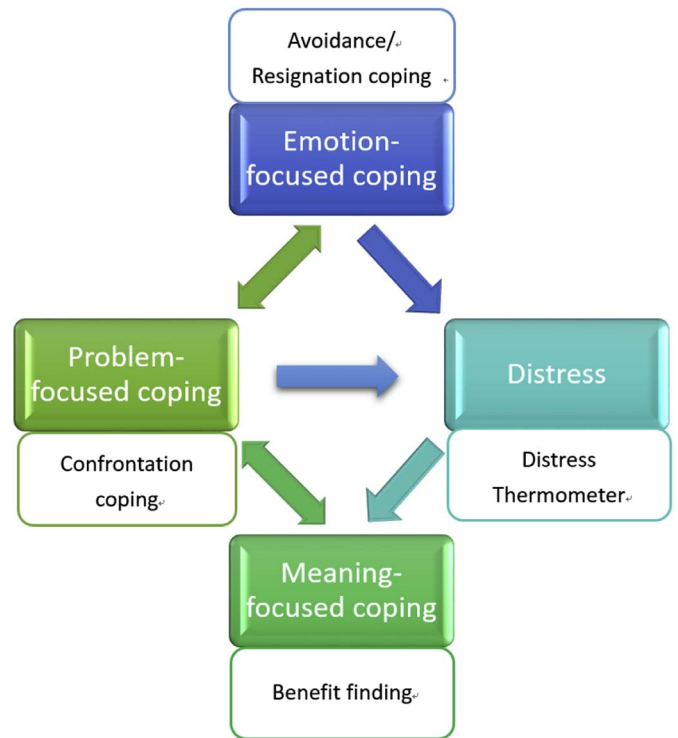 Avoidance/
Resignation coping
Emotion-
focused coping
Problem-
focused coping
Confrontation
coping
Distress
Distress
Thermometer
Meaning-
focused coping
Benefit finding